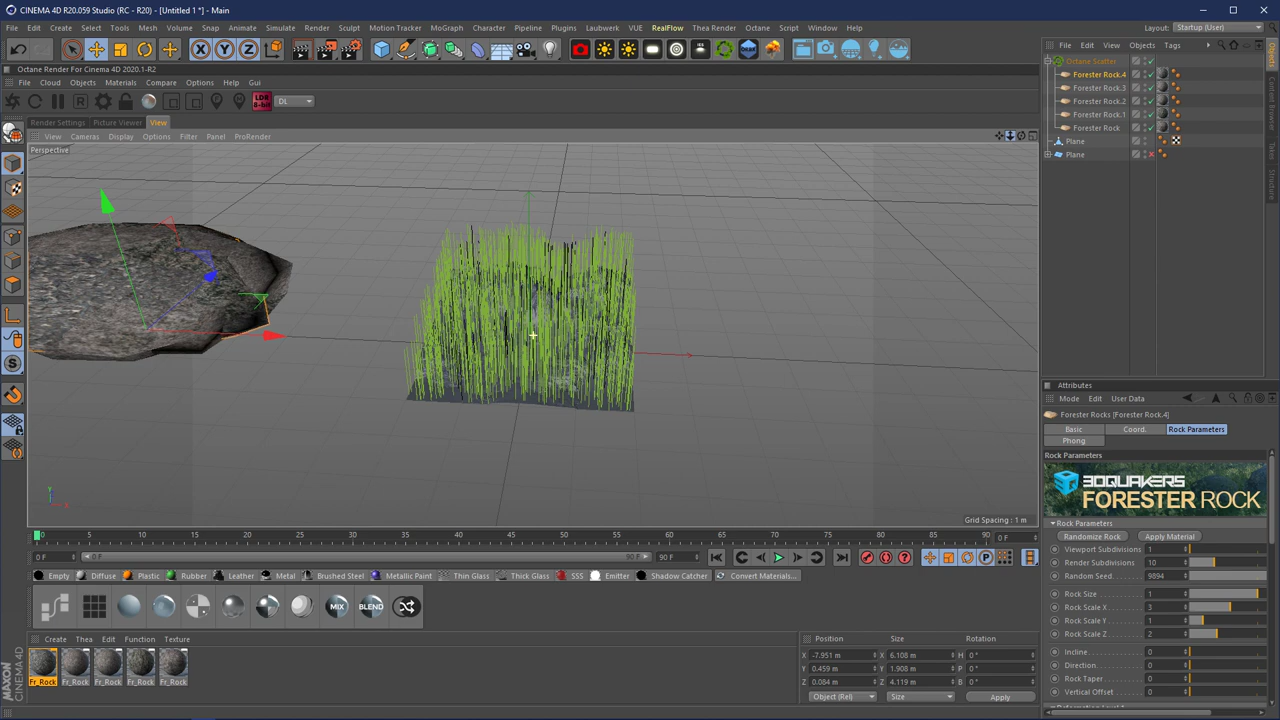 CINEMA 4D R20.059 Studio (RC - R20) - [Untitled 1 *] - Main
File Edit Create Select Tools Mesh Volume Snap Animate Simulate Render Sculpt Motion Tracker MoGraph Character Pipeline Plugins Laubwerk VUE RealFlow Thea Render Octane Script Window Help Layout: Startup (User)
File Edit View Objects Tags
Octane Render For Cinema 4D 2020.1-R2
File Cloud Objects Materials Compare Options Help Gui
LDR 8-bit DL
Render Settings Picture Viewer View
View Cameras Display Options Filter Panel ProRender
Perspective
Octane Scatter
Forester Rock.4
Forester Rock.3
Forester Rock.2
Forester Rock.1
Forester Rock
Plane
Plane
Objects
Content Browser
Takes
Structure
Attributes
Mode Edit User Data
Forester Rocks [Forester Rock.4]
Basic Coord. Rock Parameters
Phong
Rock Parameters
3DQUAKERS
FORESTER ROCK
Rock Parameters
Randomize Rock Apply Material
Viewport Subdivisions 1
Render Subdivisions 10
Random Seed 9894
Rock Size 1
Rock Scale X 3
Rock Scale Y 1
Rock Scale Z 2
Incline 0
Direction 0
Rock Taper 0
Vertical Offset 0
Y
X
Grid Spacing : 1 m
0 5 10 15 20 25 30 35 40 45 50 55 60 65 70 75 80 85 90 0 F
0 F 0 F 90 F 90 F
Empty Diffuse Plastic Rubber Leather Metal Brushed Steel Metallic Paint Thin Glass Thick Glass SSS Emitter Shadow Catcher Convert Materials...
MIX BLEND
Create Thea Edit Function Texture
Fr_Rock Fr_Rock Fr_Rock Fr_Rock Fr_Rock
Position Size Rotation
X -7.951 m X 6.108 m H 0 °
Y 0.459 m Y 1.908 m P 0 °
Z 0.084 m Z 4.119 m B 0 °
Object (Rel) Size Apply
MAXON CINEMA 4D